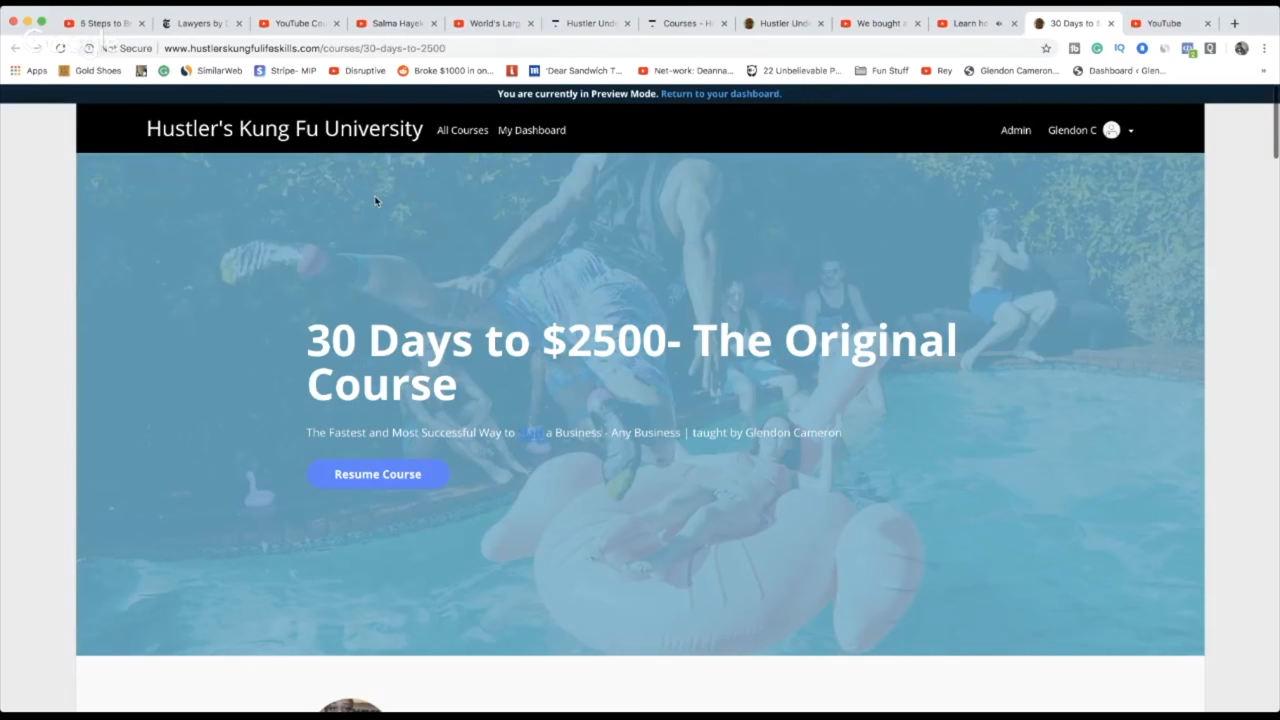 5 Steps to B
Lawyers by
YouTube Cou
Salma Hayek
World's Larg
Hustler Unde
Courses - H
Hustler Und
We bought a
Learn ho
30 Days to $
YouTube
Secure
www.hustlerskungfulifeskills.com/courses/30-days-to-2500
Apps
Gold Shoes
SimilarWeb
Stripe- MIP
Disruptive
Broke $1000 in on...
'Dear Sandwich T...
Net-work: Deanna...
22 Unbelievable P...
Fun Stuff
Rey
Glendon Cameron...
Dashboard ‹ Glen...
You are currently in Preview Mode. Return to your dashboard.
Hustler's Kung Fu University
All Courses
My Dashboard
Admin
Glendon C
30 Days to $2500- The Original
Course
The Fastest and Most Successful Way to Start a Business - Any Business | taught by Glendon Cameron
Resume Course